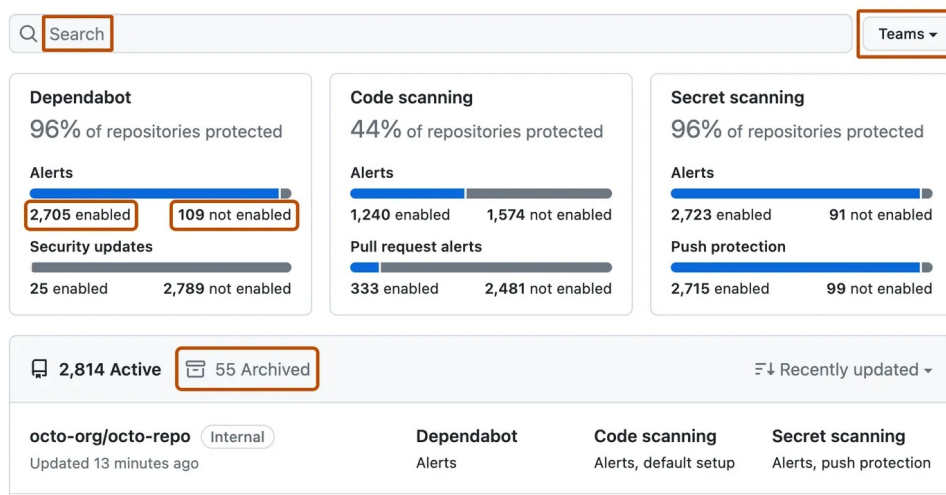 Search
Teams
Dependabot
96% of repositories protected
Alerts
2,705 enabled 109 not enabled
Security updates
25 enabled 2,789 not enabled
Code scanning
44% of repositories protected
Alerts
1,240 enabled 1,574 not enabled
Pull request alerts
333 enabled 2,481 not enabled
Secret scanning
96% of repositories protected
Alerts
2,723 enabled 91 not enabled
Push protection
2,715 enabled 99 not enabled
2,814 Active 55 Archived Recently updated
octo-org/octo-repo Internal
Updated 13 minutes ago
Dependabot
Alerts
Code scanning
Alerts, default setup
Secret scanning
Alerts, push protection